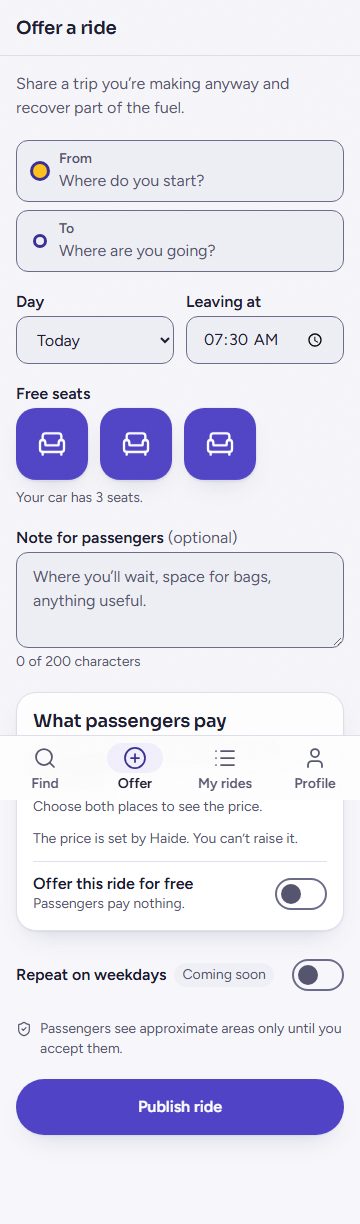 Offer a ride
Share a trip you’re making anyway and
recover part of the fuel.
From
Where do you start?
To
Where are you going?
Day
Leaving at
Today
07:30 AM
Free seats
Your car has 3 seats.
Note for passengers (optional)
Where you’ll wait, space for bags,
anything useful.
0 of 200 characters
What passengers pay
Find
Offer
My rides
Profile
Choose both places to see the price.
The price is set by Haide. You can’t raise it.
Offer this ride for free
Passengers pay nothing.
Repeat on weekdays
Coming soon
Passengers see approximate areas only until you
accept them.
Publish ride